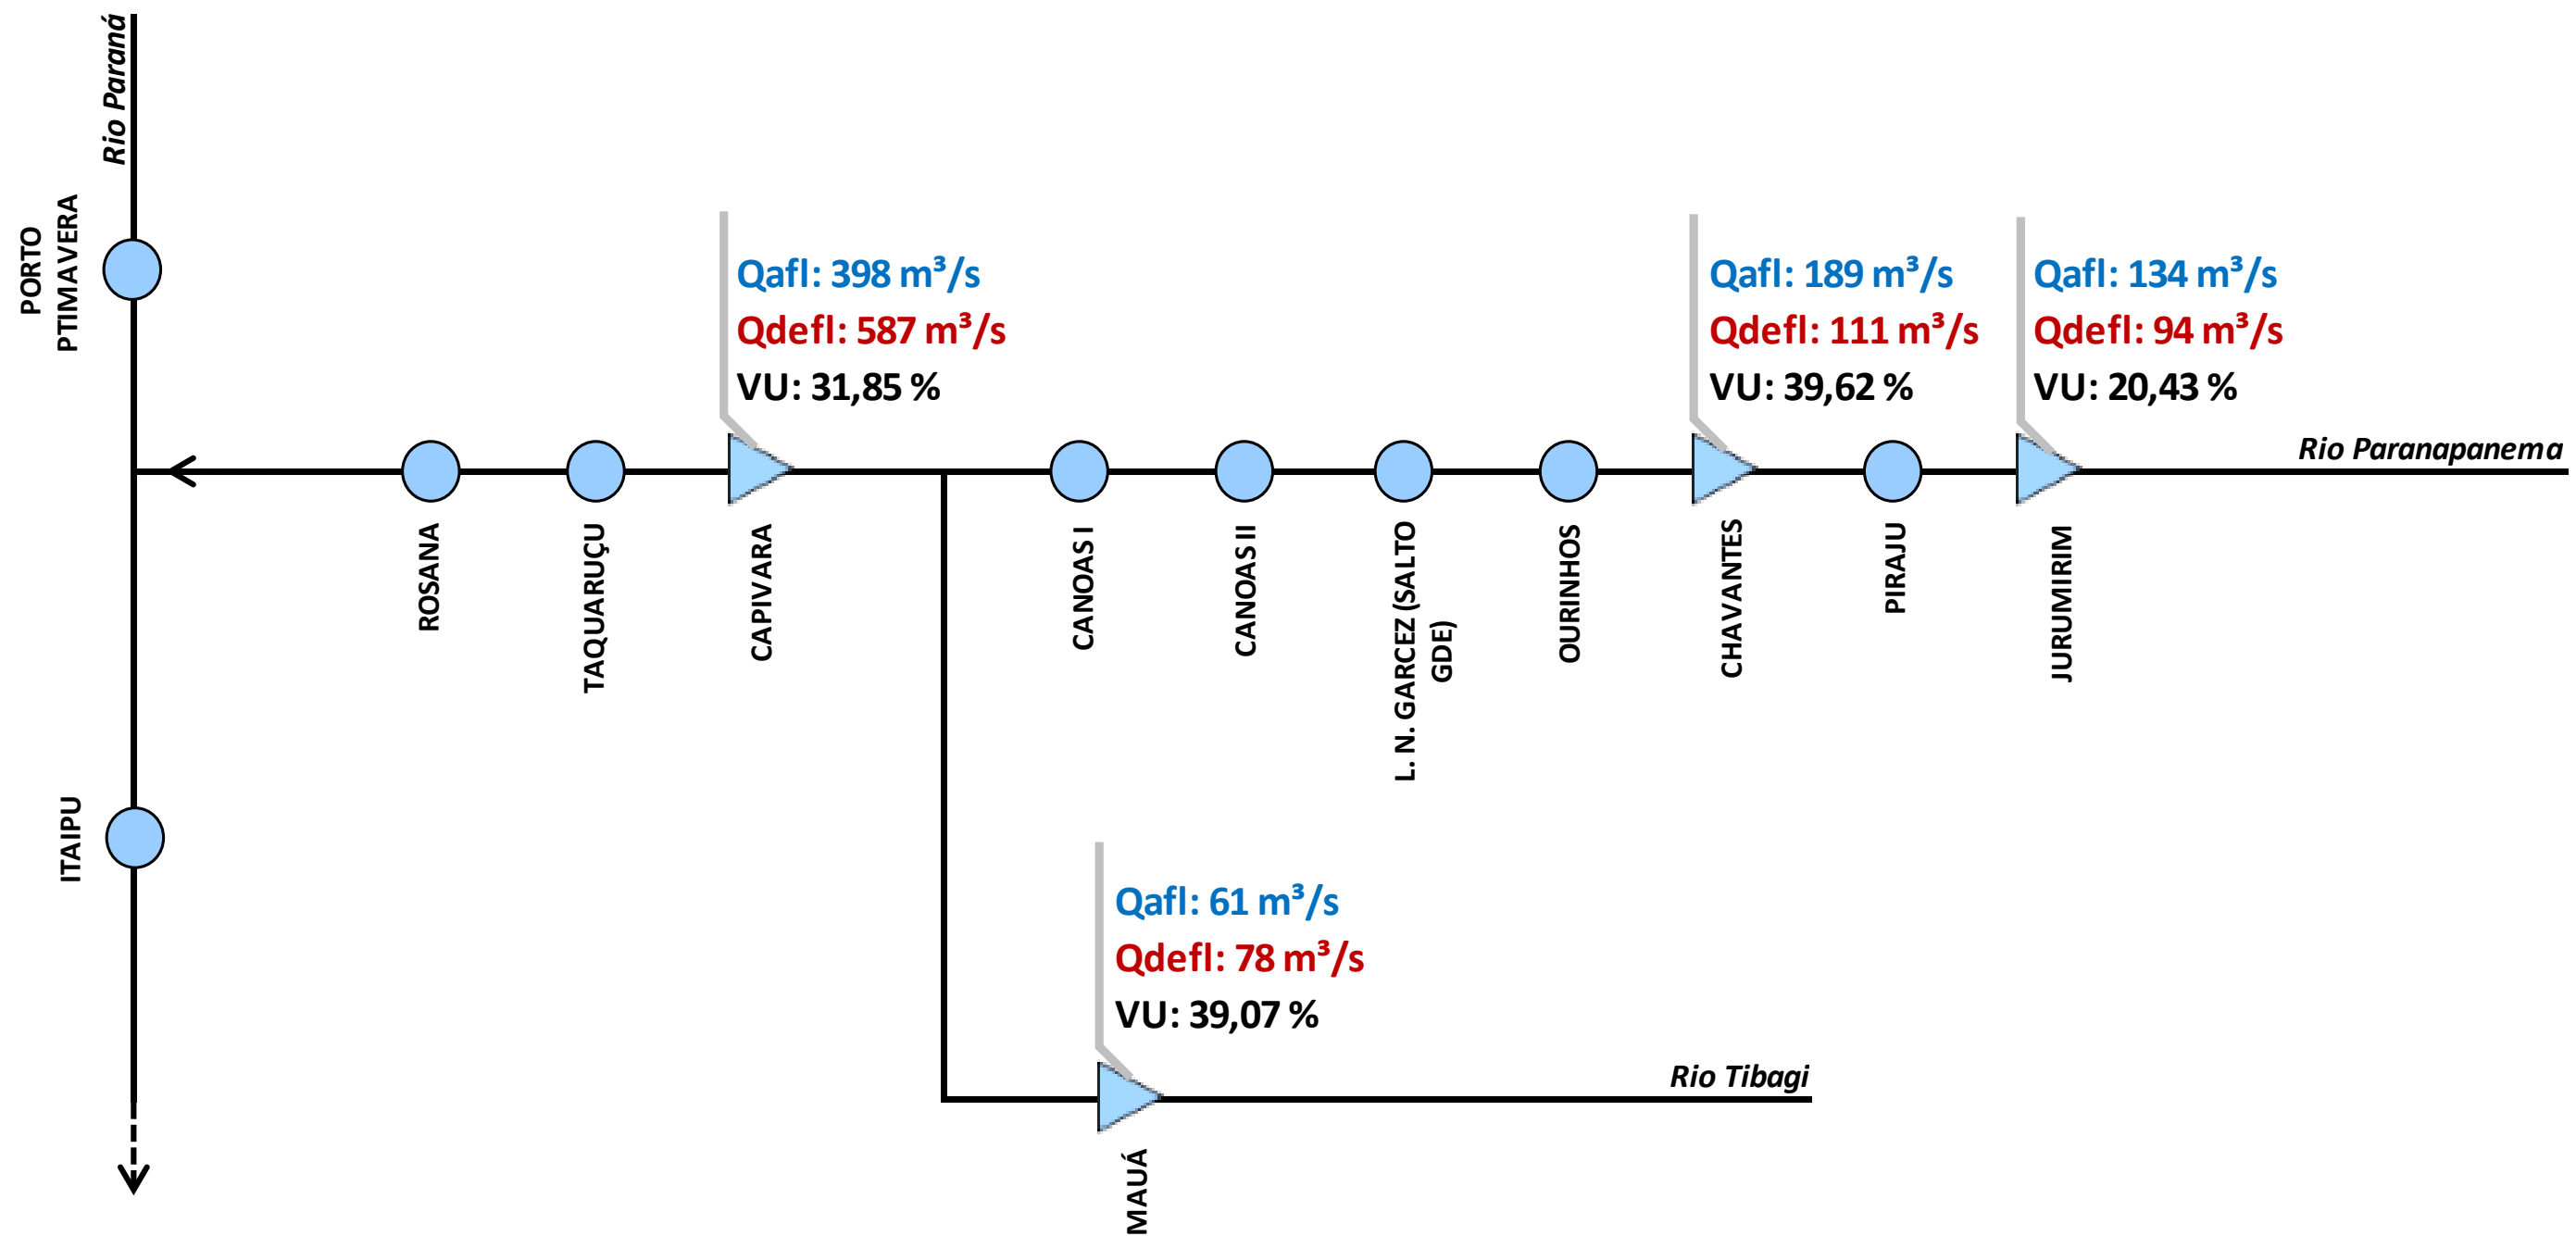 Rio Paraná
PORTO
PTIMAVERA
Qafl: 398 m³/s
Qdefl: 587 m³/s
VU: 31,85 %
Qafl: 189 m³/s
Qdefl: 111 m³/s
VU: 39,62 %
Qafl: 134 m³/s
Qdefl: 94 m³/s
VU: 20,43 %
Rio Paranapanema
ROSANA
TAQUARUÇU
CAPIVARA
CANOAS I
CANOAS II
L. N. GARCEZ (SALTO
GDE)
OURINHOS
CHAVANTES
PIRAJU
JURUMIRIM
ITAIPU
Qafl: 61 m³/s
Qdefl: 78 m³/s
VU: 39,07 %
Rio Tibagi
MAUÁ